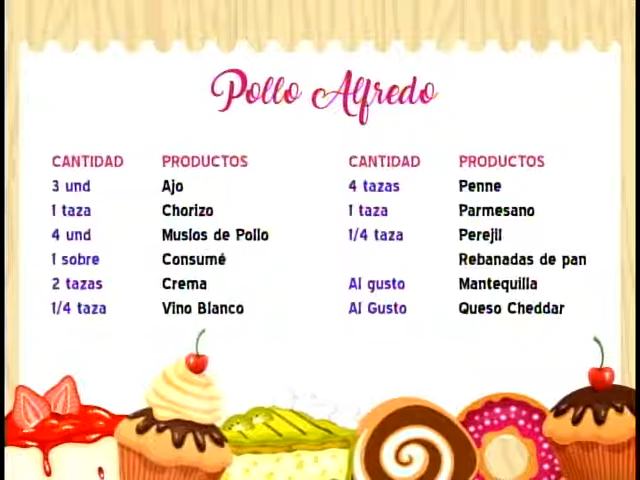 Pollo Alfredo
CANTIDAD PRODUCTOS
3 und Ajo
1 taza Chorizo
4 und Muslos de Pollo
1 sobre Consumé
2 tazas Crema
1/4 taza Vino Blanco
CANTIDAD PRODUCTOS
4 tazas Penne
1 taza Parmesano
1/4 taza Perejil
Rebanadas de pan
Al gusto Mantequilla
Al Gusto Queso Cheddar